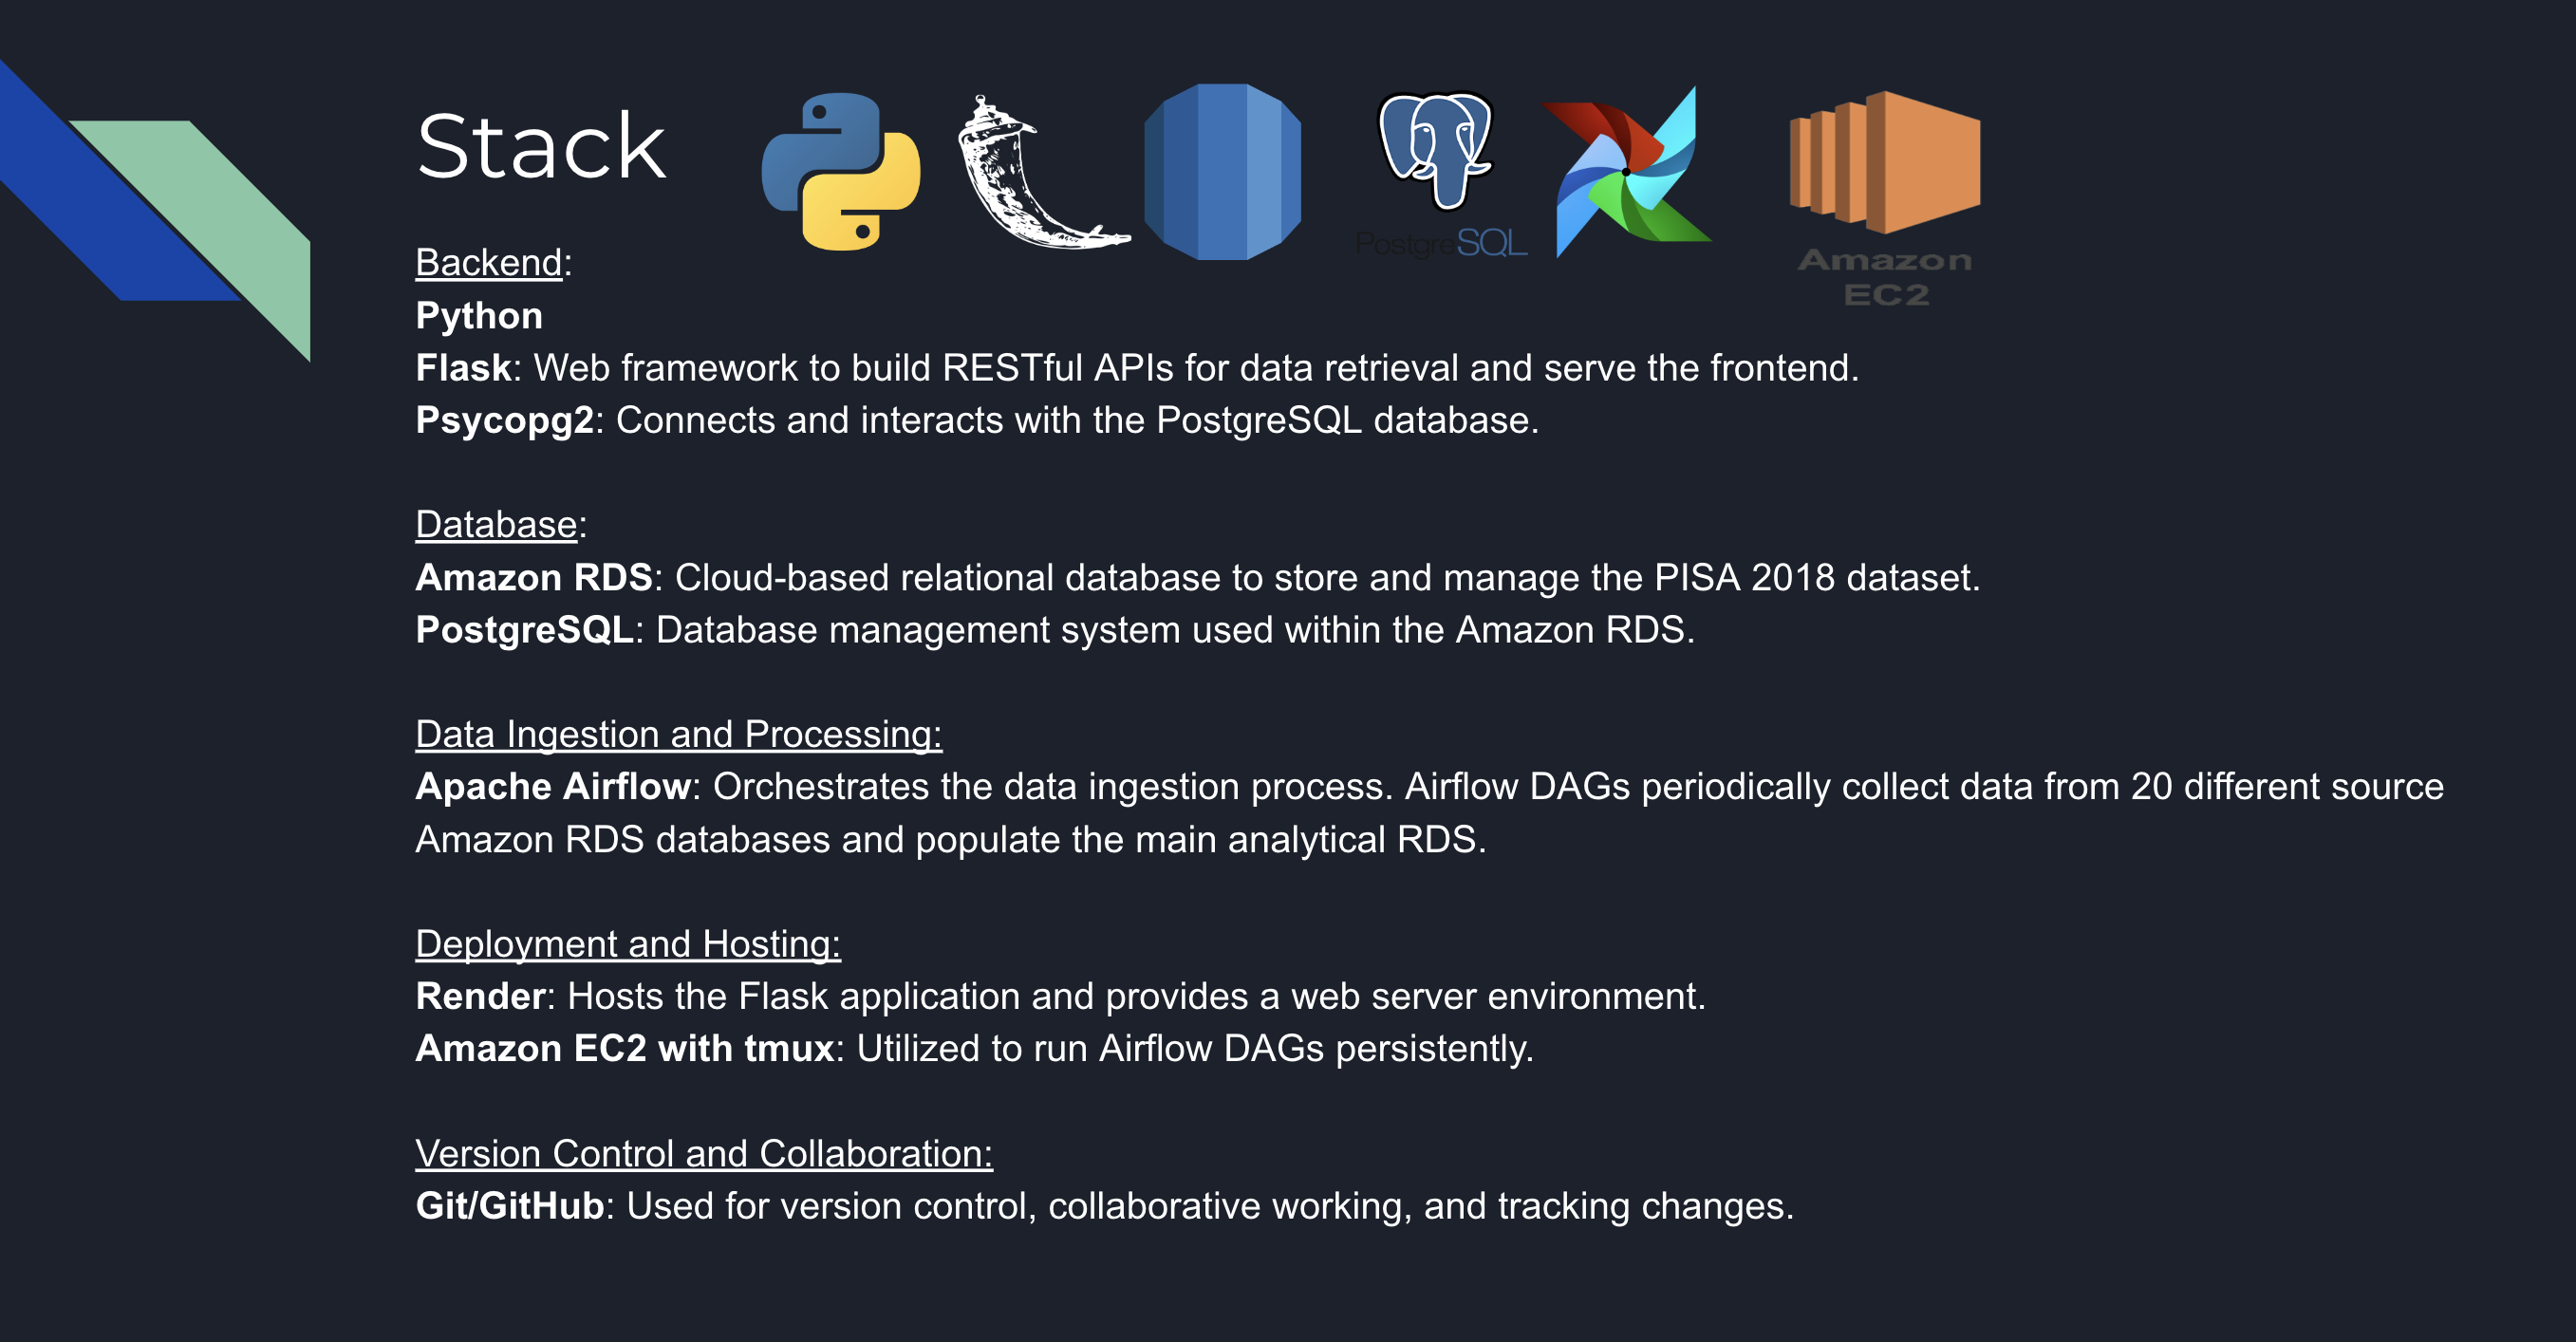 Stack
PostgreSQL
Amazon
EC2
Backend:
Python
Flask: Web framework to build RESTful APIs for data retrieval and serve the frontend.
Psycopg2: Connects and interacts with the PostgreSQL database.
Database:
Amazon RDS: Cloud-based relational database to store and manage the PISA 2018 dataset.
PostgreSQL: Database management system used within the Amazon RDS.
Data Ingestion and Processing:
Apache Airflow: Orchestrates the data ingestion process. Airflow DAGs periodically collect data from 20 different source
Amazon RDS databases and populate the main analytical RDS.
Deployment and Hosting:
Render: Hosts the Flask application and provides a web server environment.
Amazon EC2 with tmux: Utilized to run Airflow DAGs persistently.
Version Control and Collaboration:
Git/GitHub: Used for version control, collaborative working, and tracking changes.